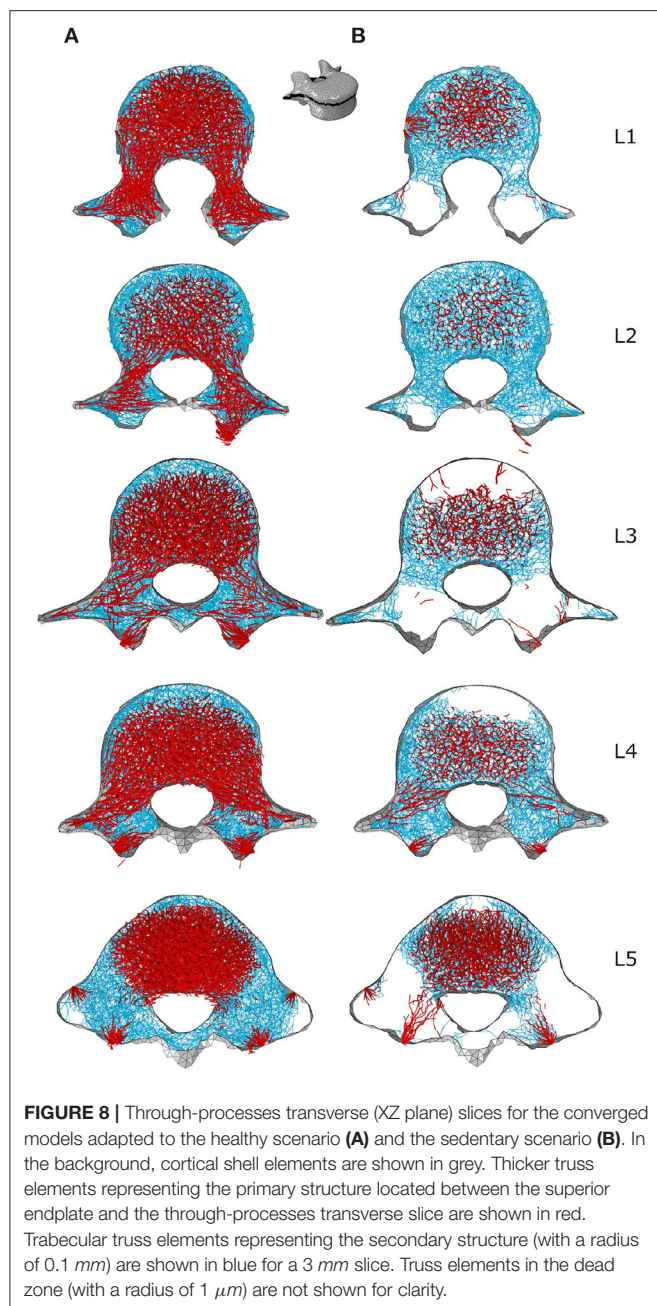 A B
L1
L2
L3
L4
L5
FIGURE 8 | Through-processes transverse (XZ plane) slices for the converged
models adapted to the healthy scenario (A) and the sedentary scenario (B). In
the background, cortical shell elements are shown in grey. Thicker truss
elements representing the primary structure located between the superior
endplate and the through-processes transverse slice are shown in red.
Trabecular truss elements representing the secondary structure (with a radius
of 0.1 mm) are shown in blue for a 3 mm slice. Truss elements in the dead
zone (with a radius of 1 μm) are not shown for clarity.